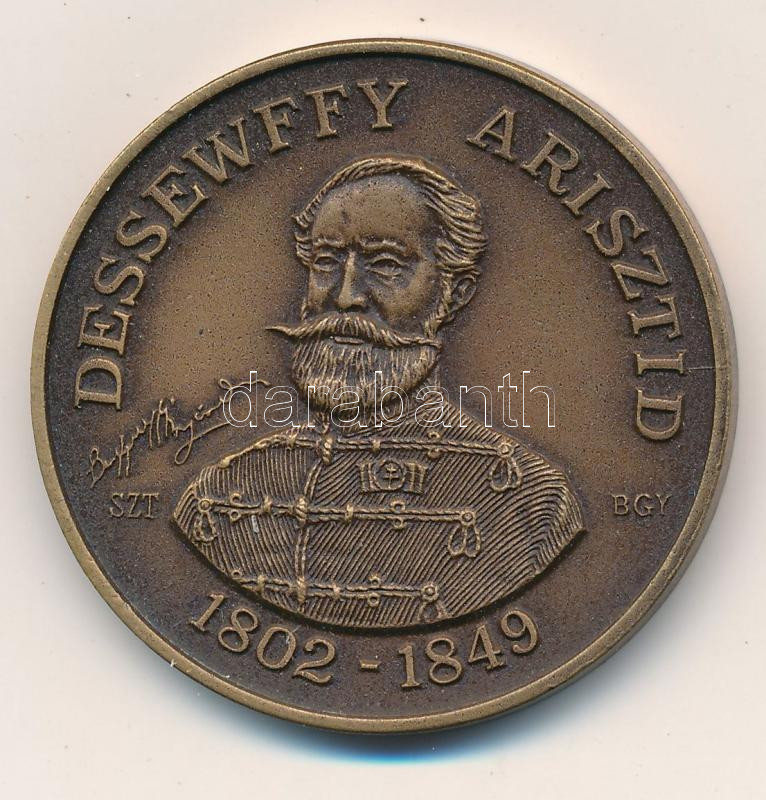 DESSEWFFY ARISZTID
darabanth
SZT
BGY
1802 - 1849